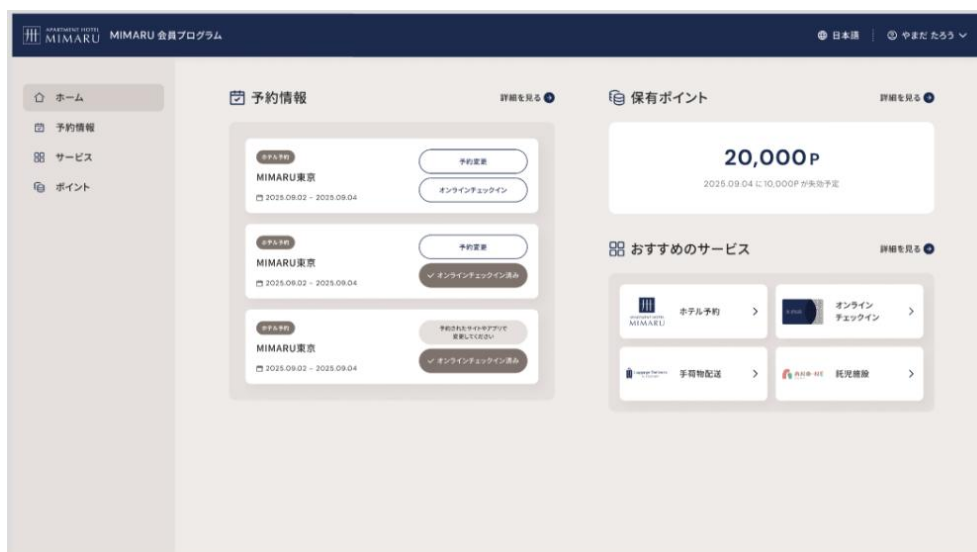 APARTMENT HOTEL
MIMARU
MIMARU 会員プログラム
日本語
やまだ たろう
ホーム
予約情報
サービス
ポイント
予約情報
詳細を見る
ホテル予約
MIMARU東京
2025.09.02 - 2025.09.04
予約変更
オンラインチェックイン
ホテル予約
MIMARU東京
2025.09.02 - 2025.09.04
予約変更
オンラインチェックイン済み
ホテル予約
MIMARU東京
2025.09.02 - 2025.09.04
予約されたサイトやアプリで
変更してください
オンラインチェックイン済み
保有ポイント
詳細を見る
20,000P
2025.09.04 に 10,000P が失効予定
おすすめのサービス
詳細を見る
APARTMENT HOTEL
MIMARU
ホテル予約
オンライン
チェックイン
手荷物配送
託児施設